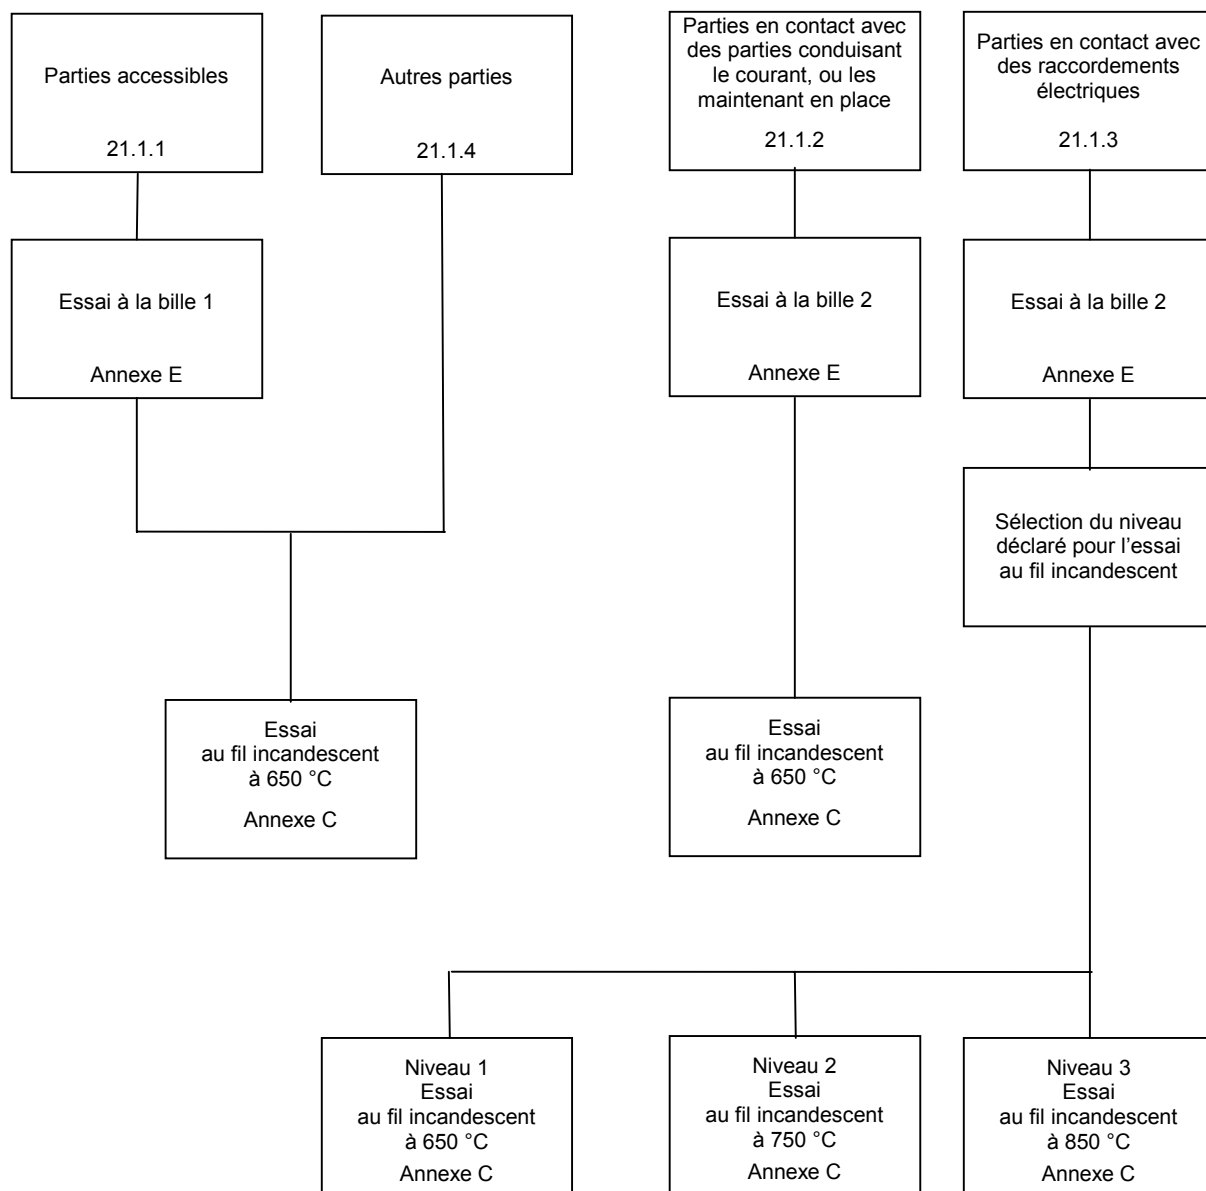 Parties accessibles
21.1.1
Autres parties
21.1.4
Parties en contact avec
des parties conduisant
le courant, ou les
maintenant en place
21.1.2
Parties en contact avec
des raccordements
électriques
21.1.3
Essai à la bille 1
Annexe E
Essai à la bille 2
Annexe E
Essai à la bille 2
Annexe E
Sélection du niveau
déclaré pour l'essai
au fil incandescent
Essai
au fil incandescent
à 650 °C
Annexe C
Essai
au fil incandescent
à 650 °C
Annexe C
Niveau 1
Essai
au fil incandescent
à 650 °C
Annexe C
Niveau 2
Essai
au fil incandescent
à 750 °C
Annexe C
Niveau 3
Essai
au fil incandescent
à 850 °C
Annexe C